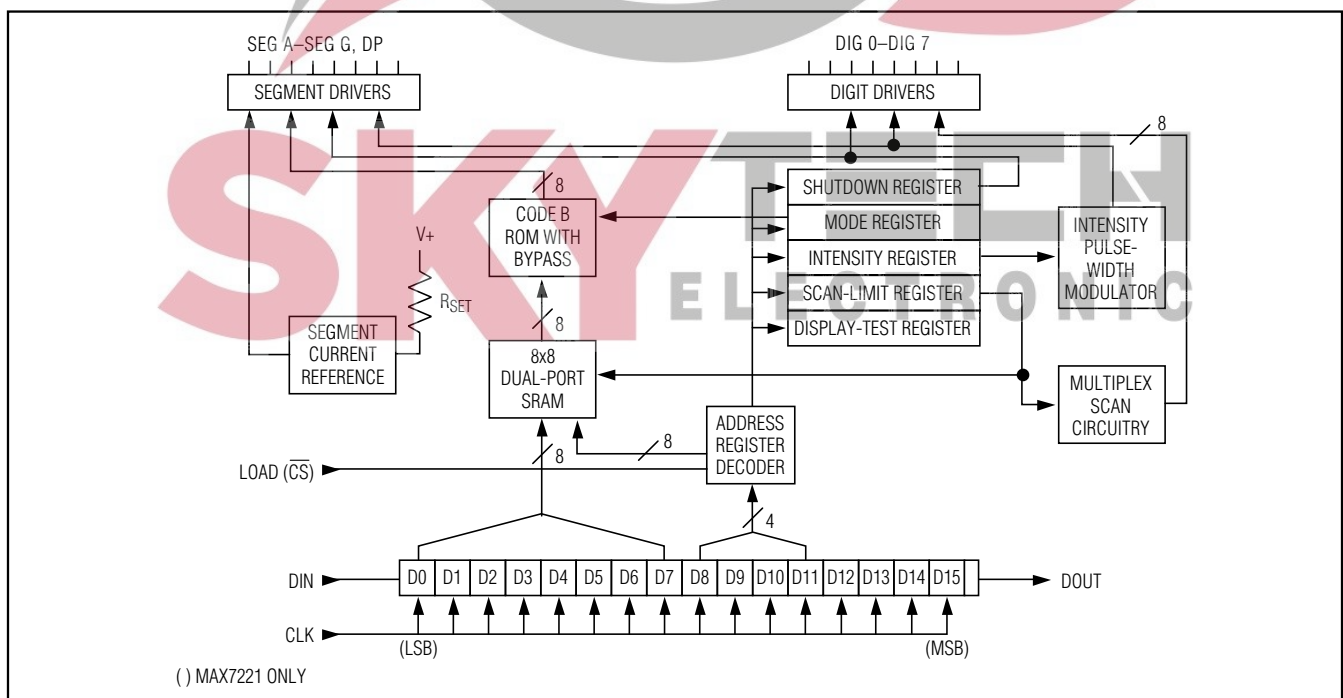 SEG A–SEG G, DP
DIG 0–DIG 7
SEGMENT DRIVERS
DIGIT DRIVERS
8
SKYTECH
ELECTRONIC
8
CODE B
ROM WITH
BYPASS
V+
RSET
SHUTDOWN REGISTER
MODE REGISTER
INTENSITY REGISTER
SCAN-LIMIT REGISTER
DISPLAY-TEST REGISTER
INTENSITY
PULSE-
WIDTH
MODULATOR
8
SEGMENT
CURRENT
REFERENCE
8x8
DUAL-PORT
SRAM
MULTIPLEX
SCAN
CIRCUITRY
ADDRESS
REGISTER
DECODER
8
8
LOAD (C̅S̅)
4
DIN
D0 D1 D2 D3 D4 D5 D6 D7 D8 D9 D10 D11 D12 D13 D14 D15
DOUT
CLK
(LSB)
(MSB)
( ) MAX7221 ONLY